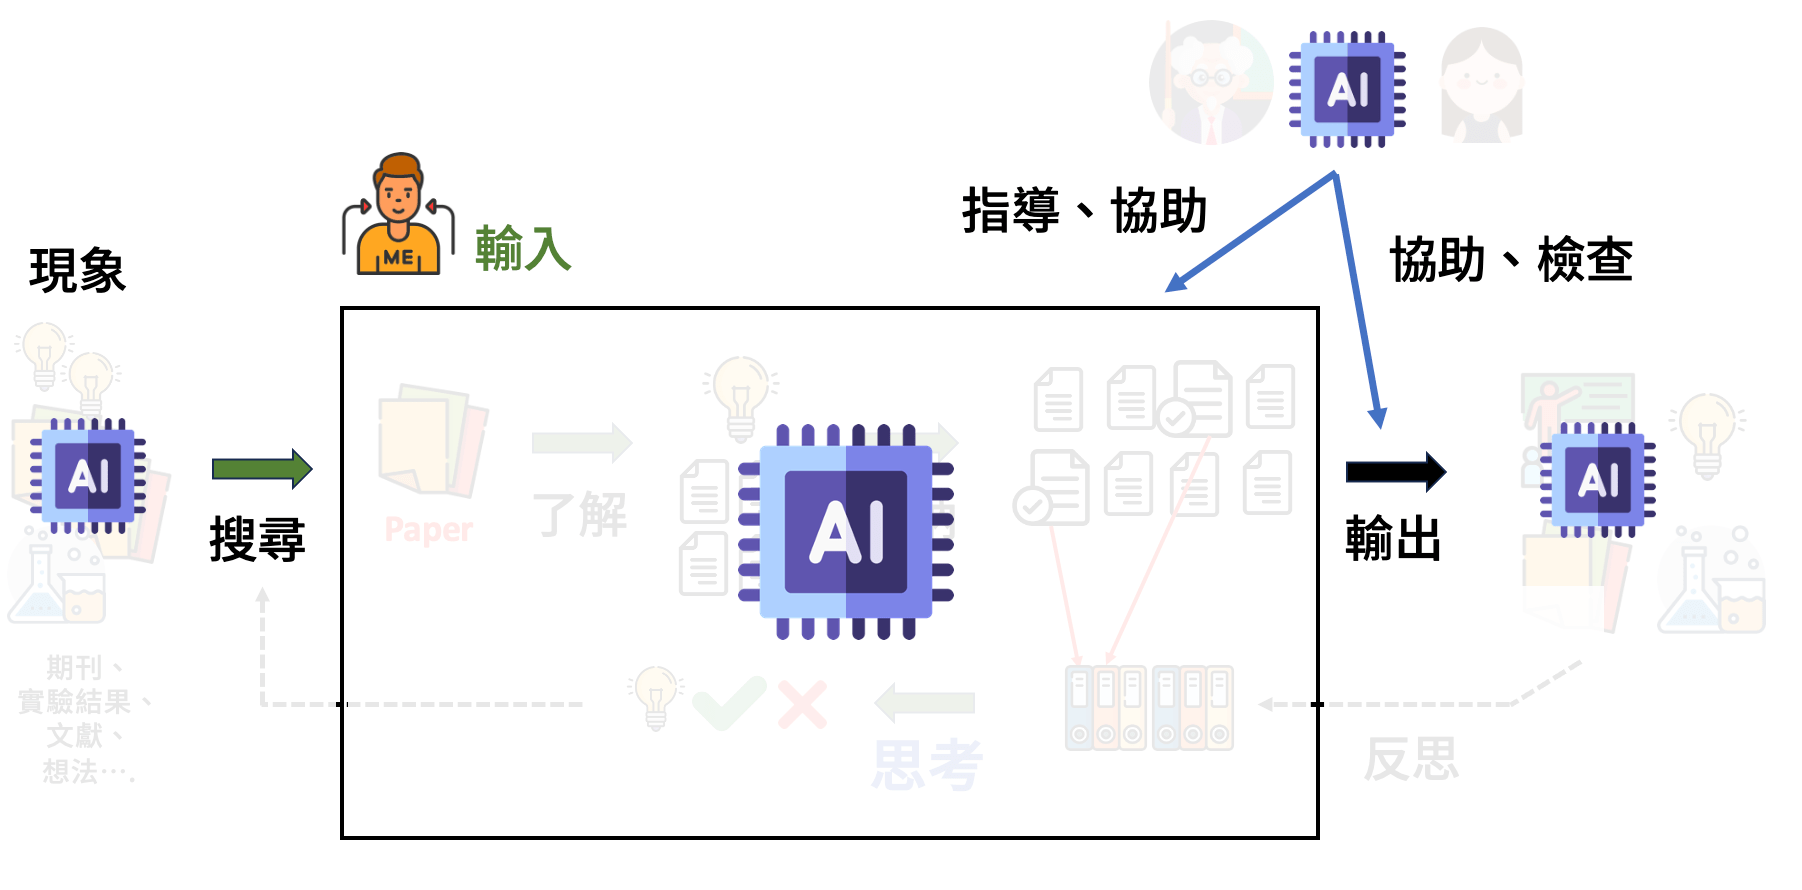 AI
指導、協助
ME
輸入
協助、檢查
現象
AI
搜尋
Paper
了解
AI
輸出
AI
期刊、
實驗結果、
文獻、
想法….
思考
反思